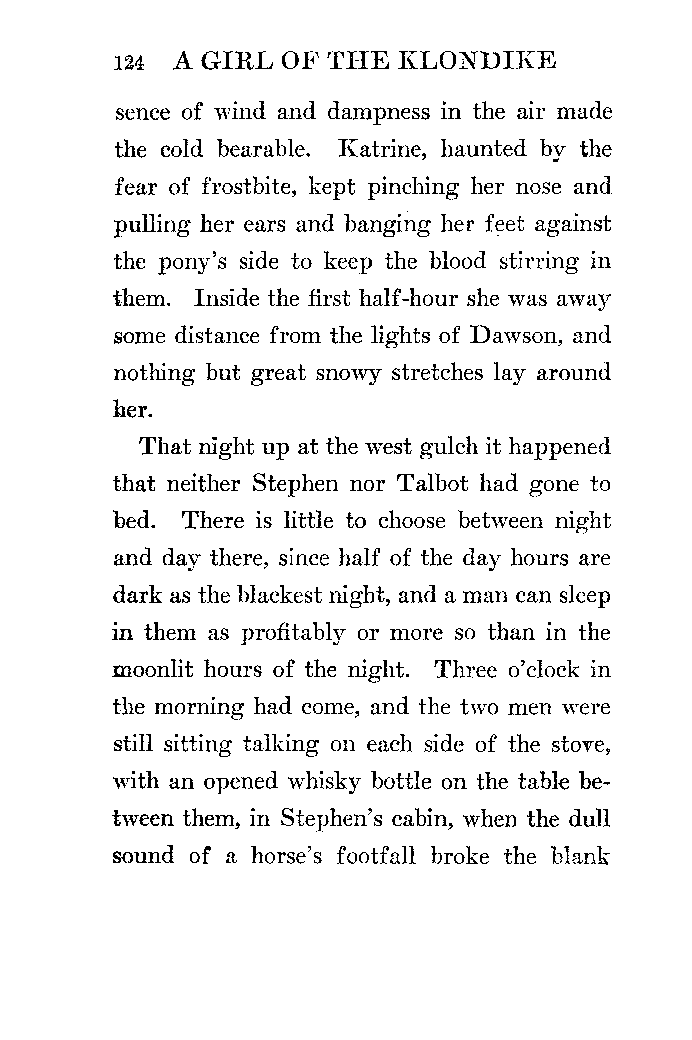 124 A GIRL OF THE KLONDIKE
sence of wind and dampness in the air made
the cold bearable. Katrine, haunted by the
fear of frostbite, kept pinching her nose and
pulling her ears and banging her feet against
the pony's side to keep the blood stirring in
them. Inside the first half-hour she was away
some distance from the lights of Dawson, and
nothing but great snowy stretches lay around
her.
That night up at the west gulch it happened
that neither Stephen nor Talbot had gone to
bed. There is little to choose between night
and day there, since half of the day hours are
dark as the blackest night, and a man can sleep
in them as profitably or more so than in the
moonlit hours of the night. Three o'clock in
the morning had come, and the two men were
still sitting talking on each side of the stove,
with an opened whisky bottle on the table be-
tween them, in Stephen's cabin, when the dull
sound of a horse's footfall broke the blank